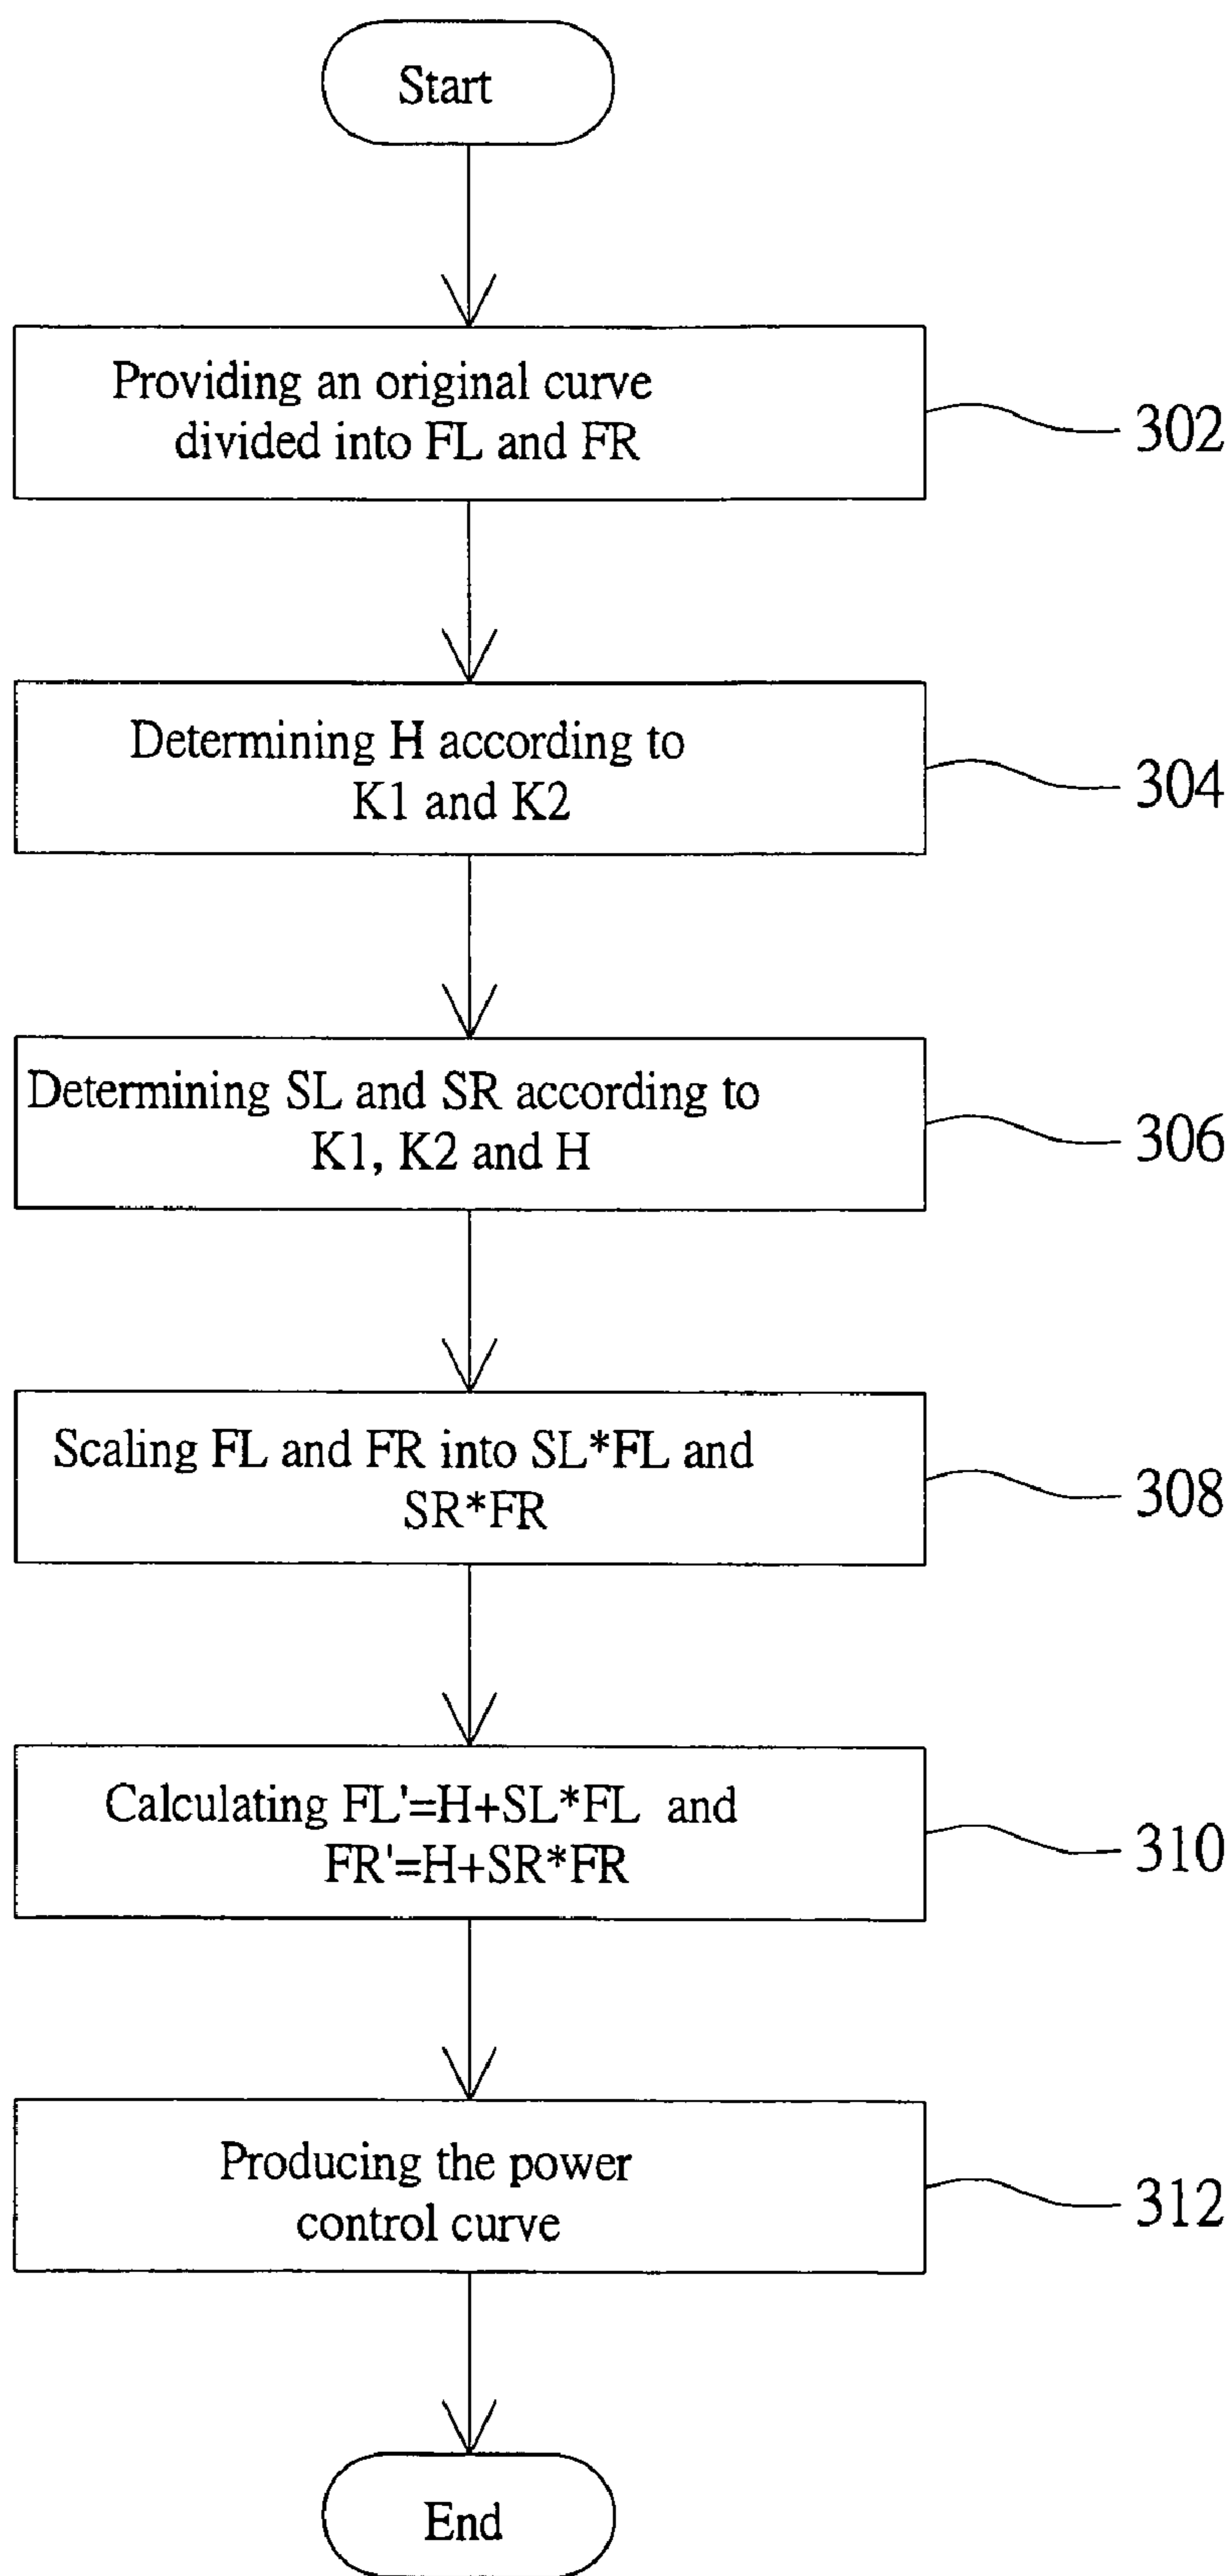 Start
Providing an original curve
divided into FL and FR
302
Determining H according to
K1 and K2
304
Determining SL and SR according to
K1, K2 and H
306
Scaling FL and FR into SL*FL and
SR*FR
308
Calculating FL'=H+SL*FL and
FR'=H+SR*FR
310
Producing the power
control curve
312
End